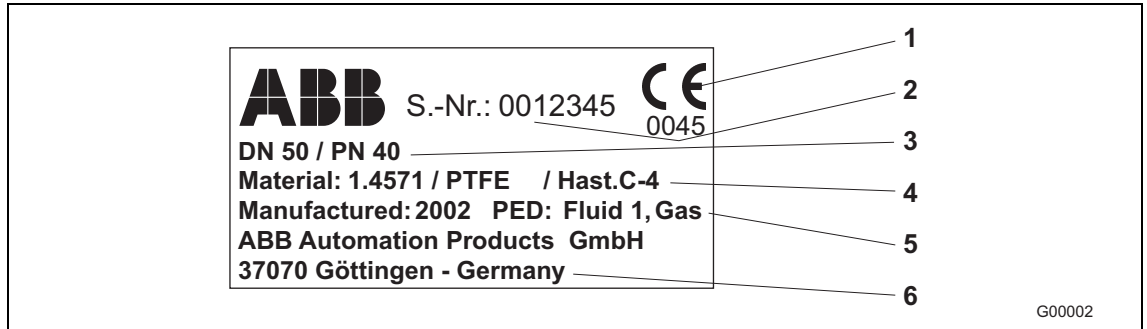 ABB S.-Nr.: 0012345 CE
0045
DN 50 / PN 40
Material: 1.4571 / PTFE / Hast.C-4
Manufactured: 2002 PED: Fluid 1, Gas
ABB Automation Products GmbH
37070 Göttingen - Germany
1
2
3
4
5
6
G00002